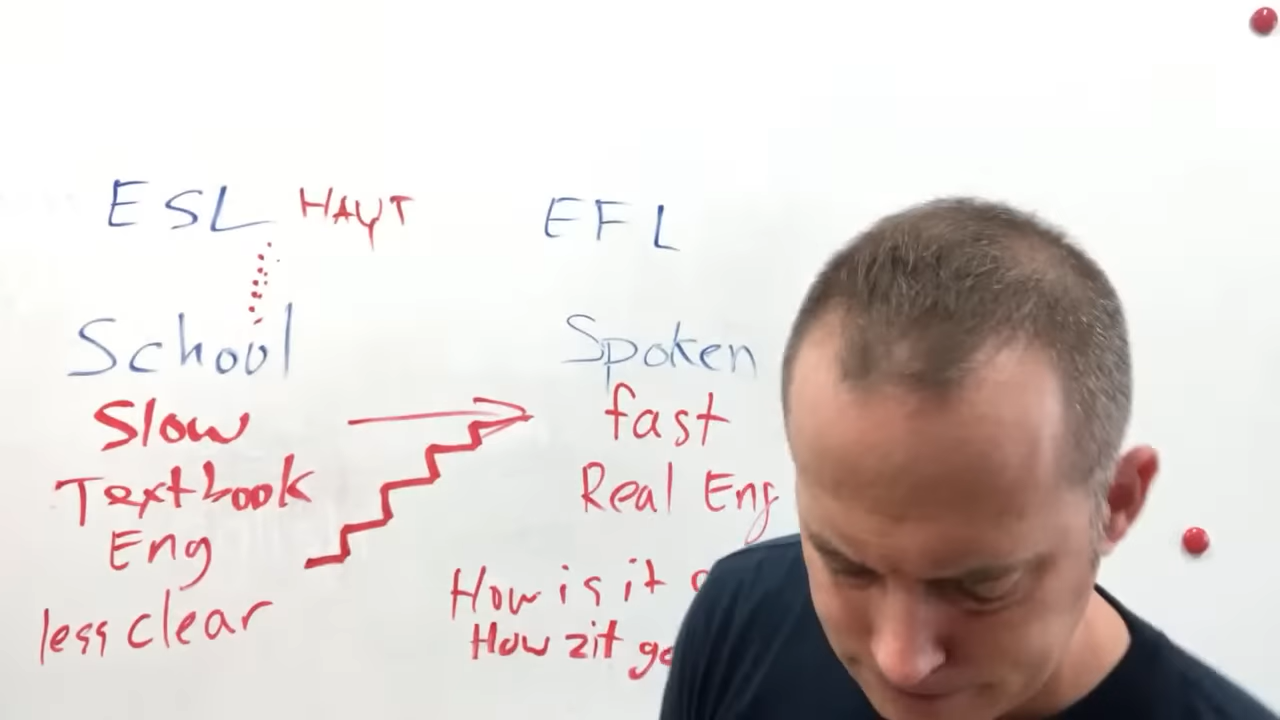 ESL HAYT
School
Slow
Textbook
Eng
less clear
EFL
Spoken
fast
Real Eng
How is it
How zit